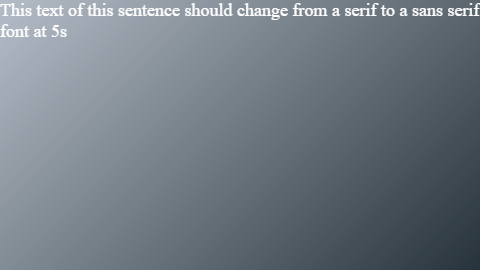 This text of this sentence should change from a serif to a sans serif
font at 5s